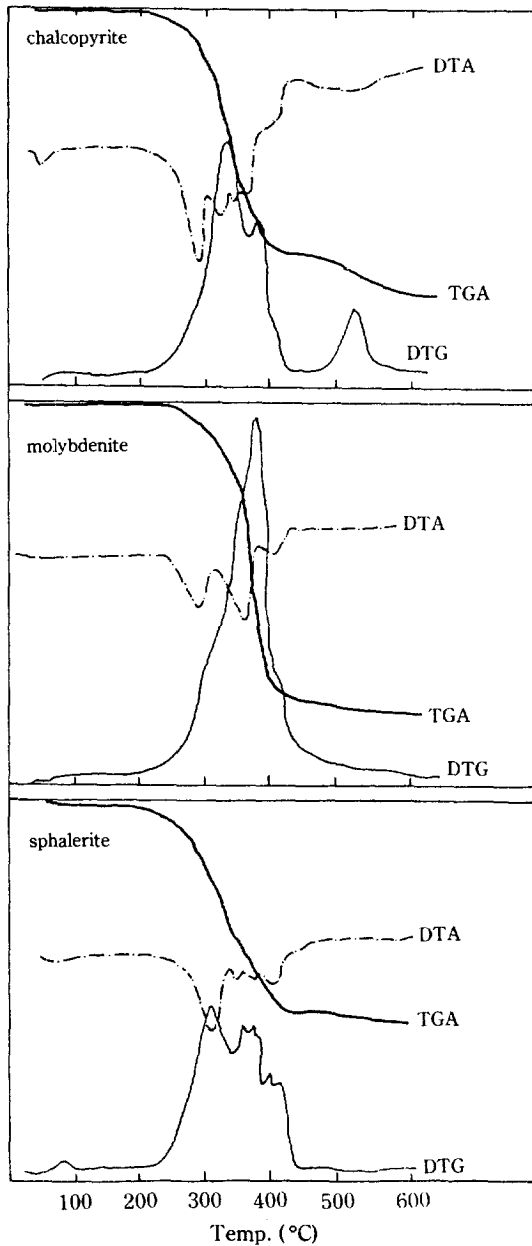 chalcopyrite
DTA
TGA
DTG
molybdenite
DTA
TGA
DTG
sphalerite
DTA
TGA
DTG
100 200 300 400 500 600
Temp. (°C)